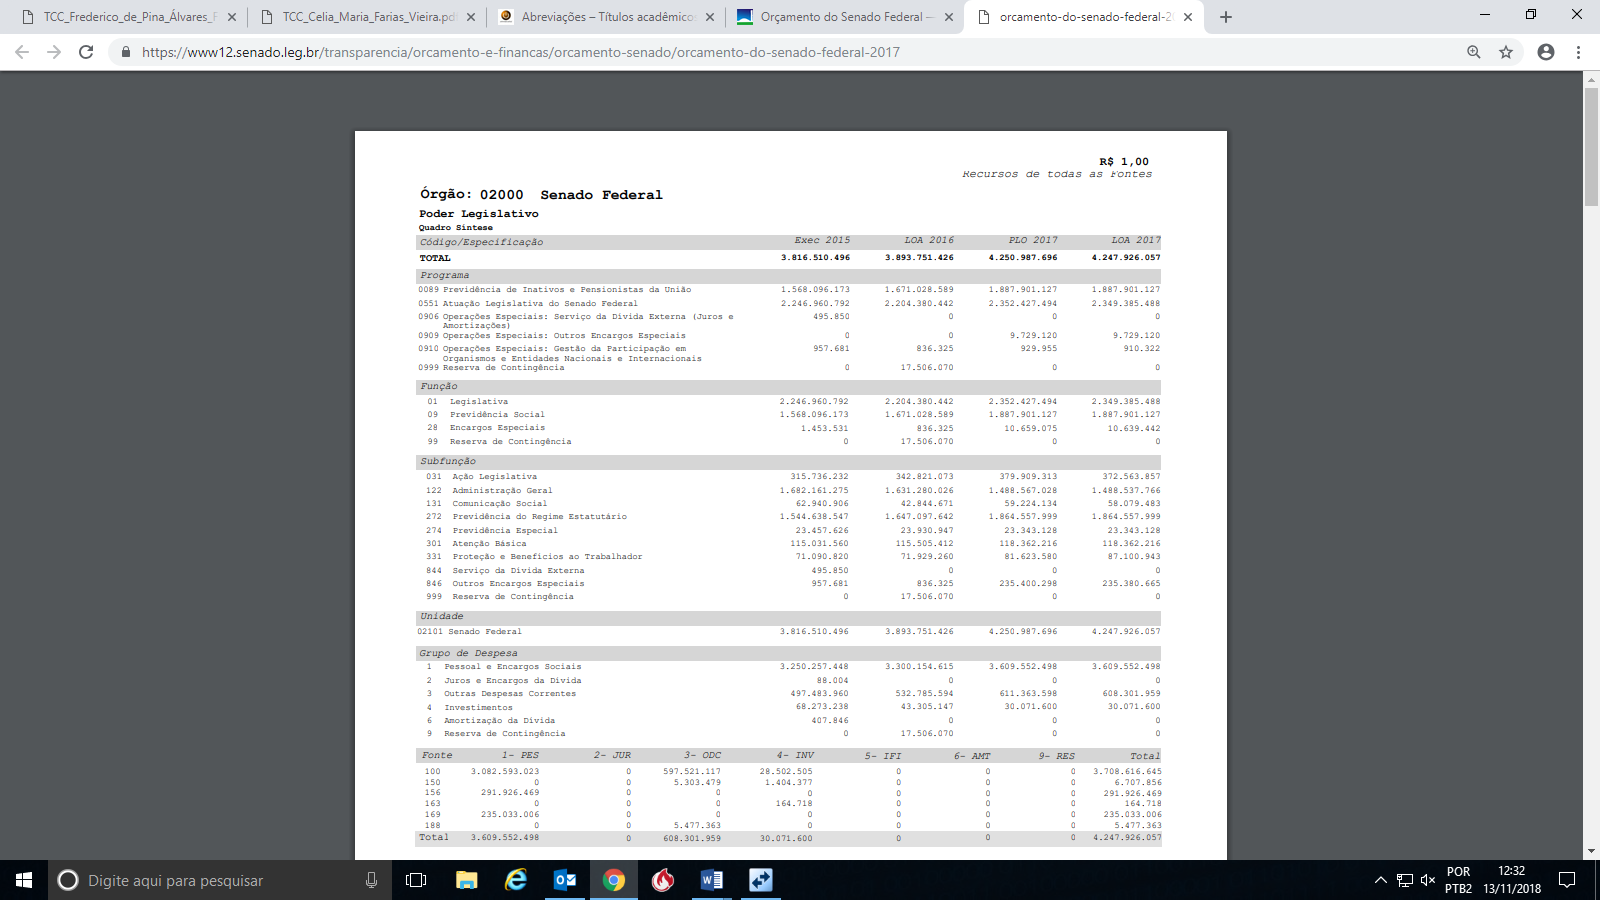 TCC_Frederico_de_Pina_Álvares_F
TCC_Celia_Maria_Farias_Vieira.pd
Abreviações – Títulos acadêmicos
Orçamento do Senado Federal —
orcamento-do-senado-federal-2
https://www12.senado.leg.br/transparencia/orcamento-e-financas/orcamento-senado/orcamento-do-senado-federal-2017
R$ 1,00
Recursos de todas as Fontes
Órgão: 02000 Senado Federal
Poder Legislativo
Quadro Síntese
Código/Especificação Exec 2015 LOA 2016 PLO 2017 LOA 2017
TOTAL 3.816.510.496 3.893.751.426 4.250.987.696 4.247.926.057
Programa
0089 Previdência de Inativos e Pensionistas da União 1.568.096.173 1.671.028.589 1.887.901.127 1.887.901.127
0551 Atuação Legislativa do Senado Federal 2.246.960.792 2.204.380.442 2.352.427.494 2.349.385.488
0906 Operações Especiais: Serviço da Dívida Externa (Juros e 495.850 0 0 0
Amortizações)
0909 Operações Especiais: Outros Encargos Especiais 0 0 9.729.120 9.729.120
0910 Operações Especiais: Gestão da Participação em 957.681 836.325 929.955 910.322
Organismos e Entidades Nacionais e Internacionais
0999 Reserva de Contingência 0 17.506.070 0 0
Função
01 Legislativa 2.246.960.792 2.204.380.442 2.352.427.494 2.349.385.488
09 Previdência Social 1.568.096.173 1.671.028.589 1.887.901.127 1.887.901.127
28 Encargos Especiais 1.453.531 836.325 10.659.075 10.639.442
99 Reserva de Contingência 0 17.506.070 0 0
Subfunção
031 Ação Legislativa 315.736.232 342.821.073 379.909.313 372.563.857
122 Administração Geral 1.682.161.275 1.631.280.026 1.488.567.028 1.488.537.766
131 Comunicação Social 62.940.906 42.844.671 59.224.134 58.079.483
272 Previdência do Regime Estatutário 1.544.638.547 1.647.097.642 1.864.557.999 1.864.557.999
274 Previdência Especial 23.457.626 23.930.947 23.343.128 23.343.128
301 Atenção Básica 115.031.560 115.505.412 118.362.216 118.362.216
331 Proteção e Benefícios ao Trabalhador 71.090.820 71.929.260 81.623.580 87.100.943
844 Serviço da Dívida Externa 495.850 0 0 0
846 Outros Encargos Especiais 957.681 836.325 235.400.298 235.380.665
999 Reserva de Contingência 0 17.506.070 0 0
Unidade
02101 Senado Federal 3.816.510.496 3.893.751.426 4.250.987.696 4.247.926.057
Grupo de Despesa
1 Pessoal e Encargos Sociais 3.250.257.448 3.300.154.615 3.609.552.498 3.609.552.498
2 Juros e Encargos da Dívida 88.004 0 0 0
3 Outras Despesas Correntes 497.483.960 532.785.594 611.363.598 608.301.959
4 Investimentos 68.273.238 43.305.147 30.071.600 30.071.600
6 Amortização da Dívida 407.846 0 0 0
9 Reserva de Contingência 0 17.506.070 0 0
Fonte 1- PES 2- JUR 3- ODC 4- INV 5- IFI 6- AMT 9- RES Total
100 3.082.593.023 0 597.521.117 28.502.505 0 0 0 3.708.616.645
150 0 0 5.303.479 1.404.377 0 0 0 6.707.856
156 291.926.469 0 0 0 0 0 0 291.926.469
163 0 0 0 164.718 0 0 0 164.718
169 235.033.006 0 0 0 0 0 0 235.033.006
188 0 0 5.477.363 0 0 0 0 5.477.363
Total 3.609.552.498 0 608.301.959 30.071.600 0 0 0 4.247.926.057
Digite aqui para pesquisar
POR 12:32
PTB2 13/11/2018